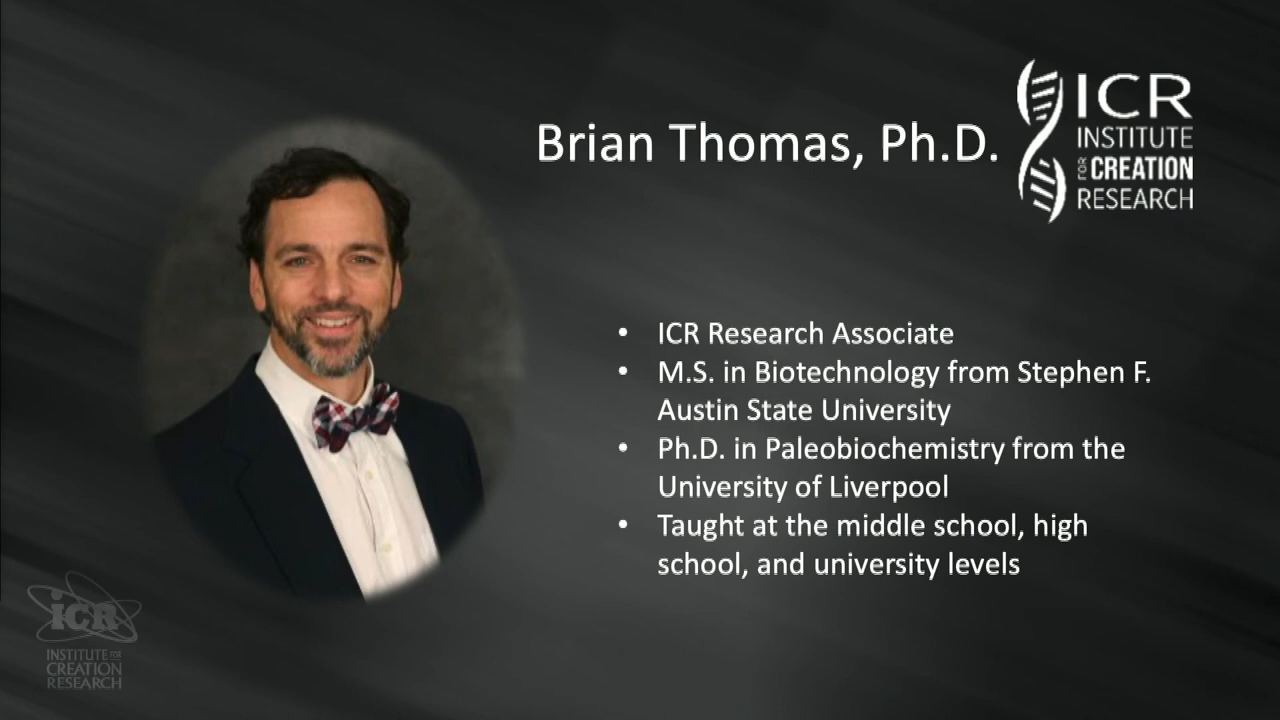 Brian Thomas, Ph.D.
ICR
INSTITUTE
FOR CREATION
RESEARCH
• ICR Research Associate
• M.S. in Biotechnology from Stephen F.
Austin State University
• Ph.D. in Paleobiochemistry from the
University of Liverpool
• Taught at the middle school, high
school, and university levels
iCR
INSTITUTE FOR
CREATION
RESEARCH